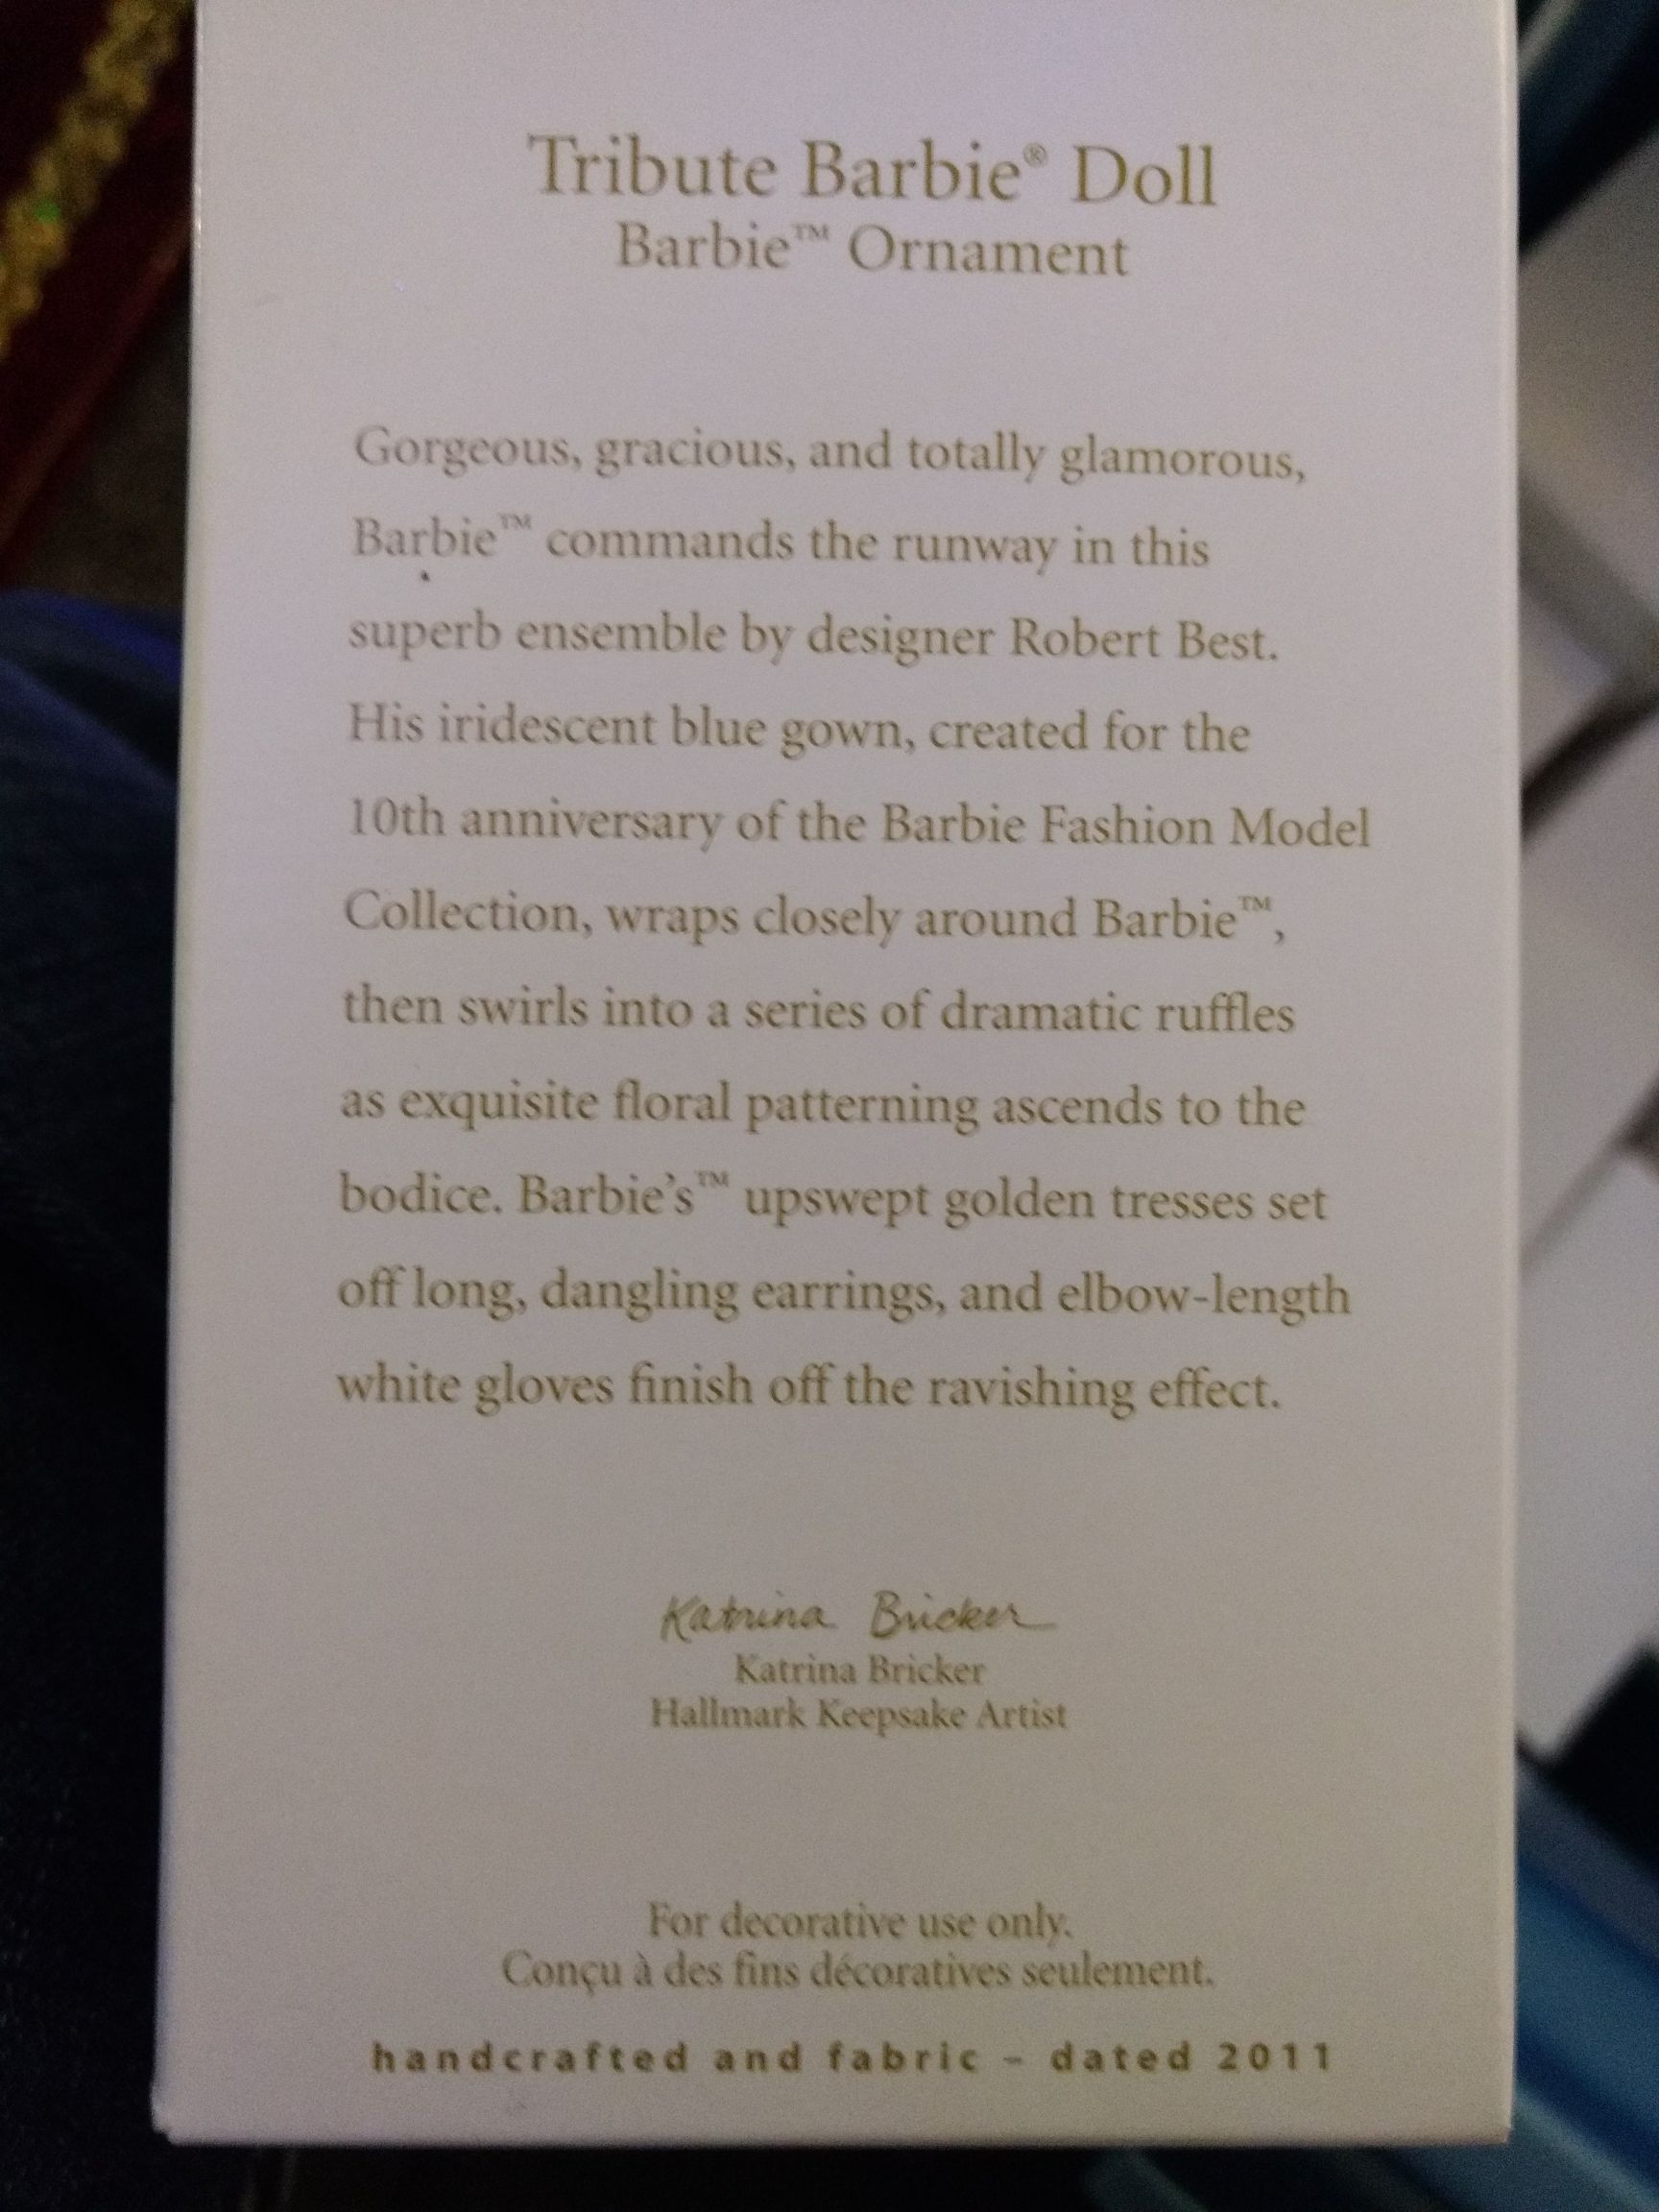 Tribute Barbie® Doll
Barbie™ Ornament
Gorgeous, gracious, and totally glamorous,
Barbie™ commands the runway in this
superb ensemble by designer Robert Best.
His iridescent blue gown, created for the
10th anniversary of the Barbie Fashion Model
Collection, wraps closely around Barbie™,
then swirls into a series of dramatic ruffles
as exquisite floral patterning ascends to the
bodice. Barbie's™ upswept golden tresses set
off long, dangling earrings, and elbow-length
white gloves finish off the ravishing effect.
Katrina Bricker
Katrina Bricker
Hallmark Keepsake Artist
For decorative use only.
Conçu à des fins décoratives seulement.
handcrafted and fabric – dated 2011